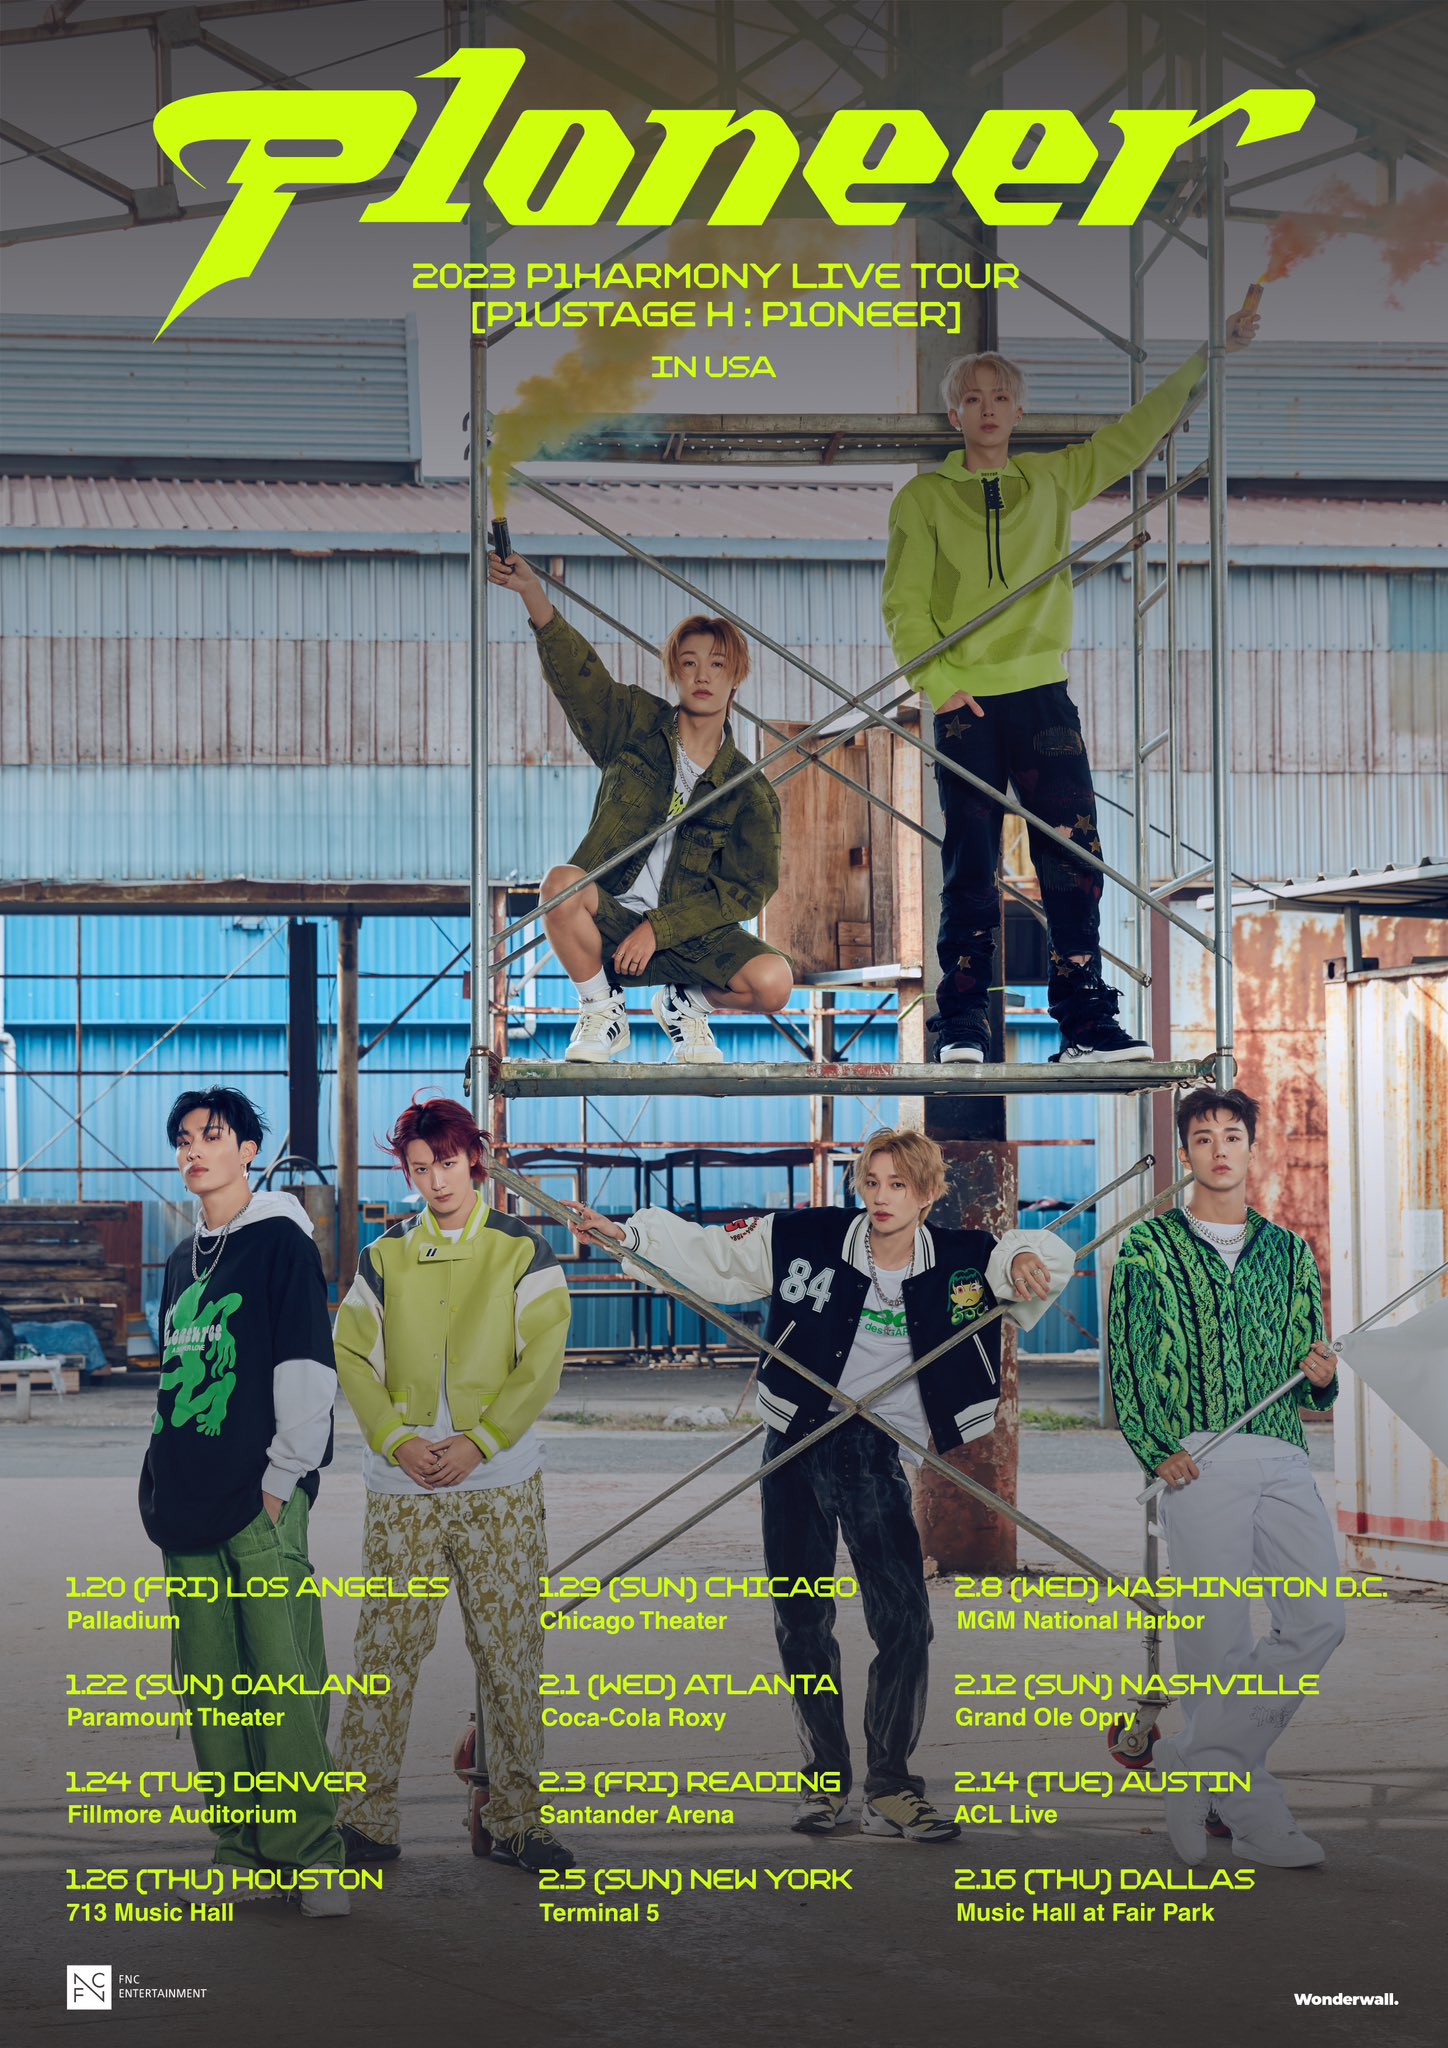 P1oneer
2023 P1HARMONY LIVE TOUR
[P1USTAGE H : P1ONEER]
IN USA
84
1.20 (FRI) LOS ANGELES
Palladium
1.22 (SUN) OAKLAND
Paramount Theater
1.24 (TUE) DENVER
Fillmore Auditorium
1.26 (THU) HOUSTON
713 Music Hall
1.29 (SUN) CHICAGO
Chicago Theater
2.1 (WED) ATLANTA
Coca-Cola Roxy
2.3 (FRI) READING
Santander Arena
2.5 (SUN) NEW YORK
Terminal 5
2.8 (WED) WASHINGTON D.C.
MGM National Harbor
2.12 (SUN) NASHVILLE
Grand Ole Opry
2.14 (TUE) AUSTIN
ACL Live
2.16 (THU) DALLAS
Music Hall at Fair Park
FNC
ENTERTAINMENT
Wonderwall.